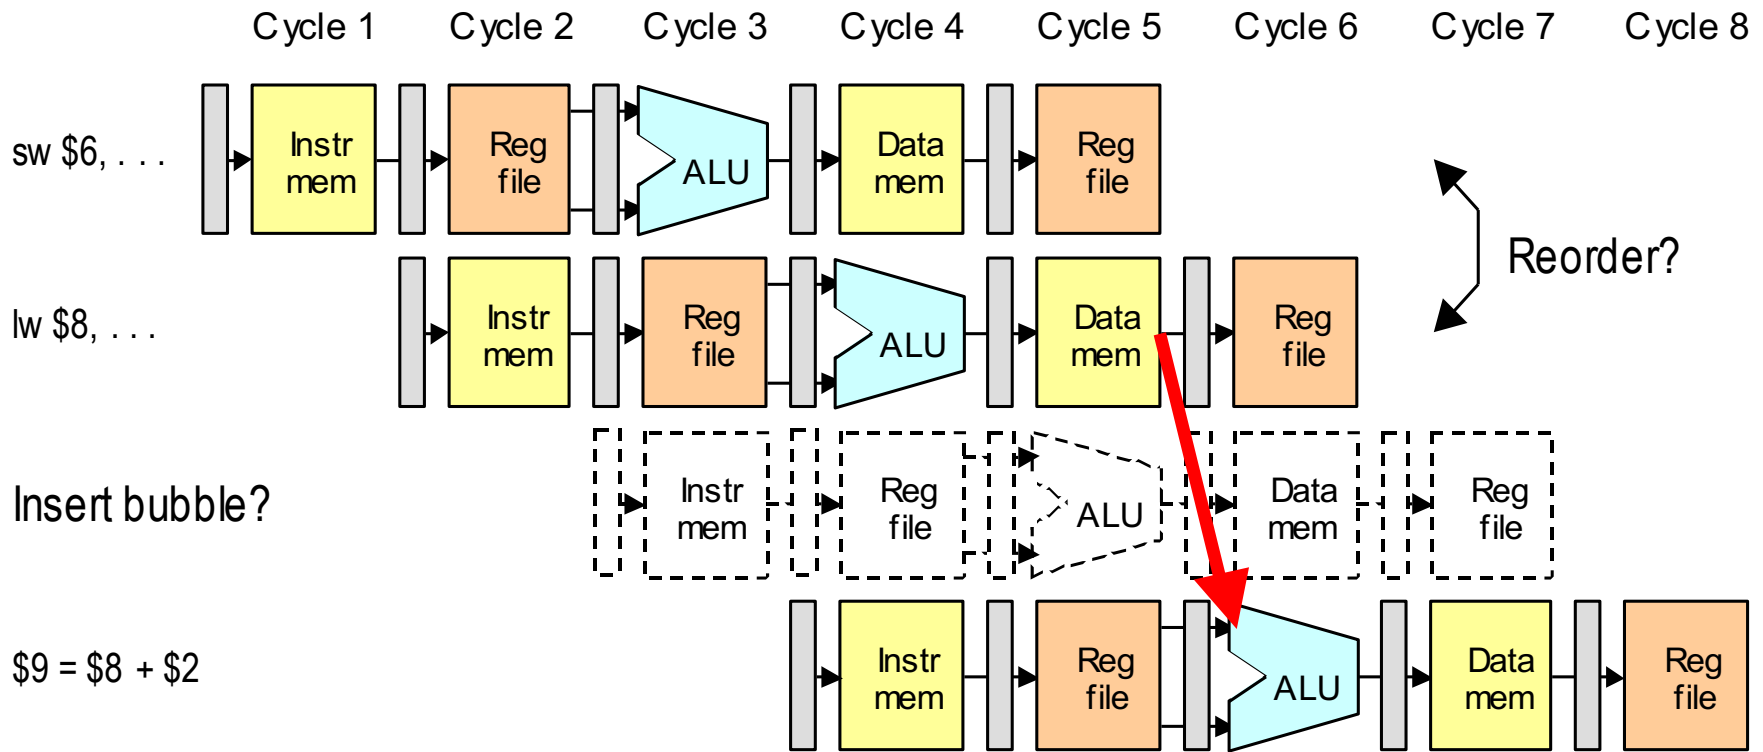 Cycle 1 Cycle 2 Cycle 3 Cycle 4 Cycle 5 Cycle 6 Cycle 7 Cycle 8
sw $6, . . .
Instr
mem
Reg
file
ALU
Data
mem
Reg
file
Reorder?
lw $8, . . .
Instr
mem
Reg
file
ALU
Data
mem
Reg
file
Insert bubble?
Instr
mem
Reg
file
ALU
Data
mem
Reg
file
$9 = $8 + $2
Instr
mem
Reg
file
ALU
Data
mem
Reg
file